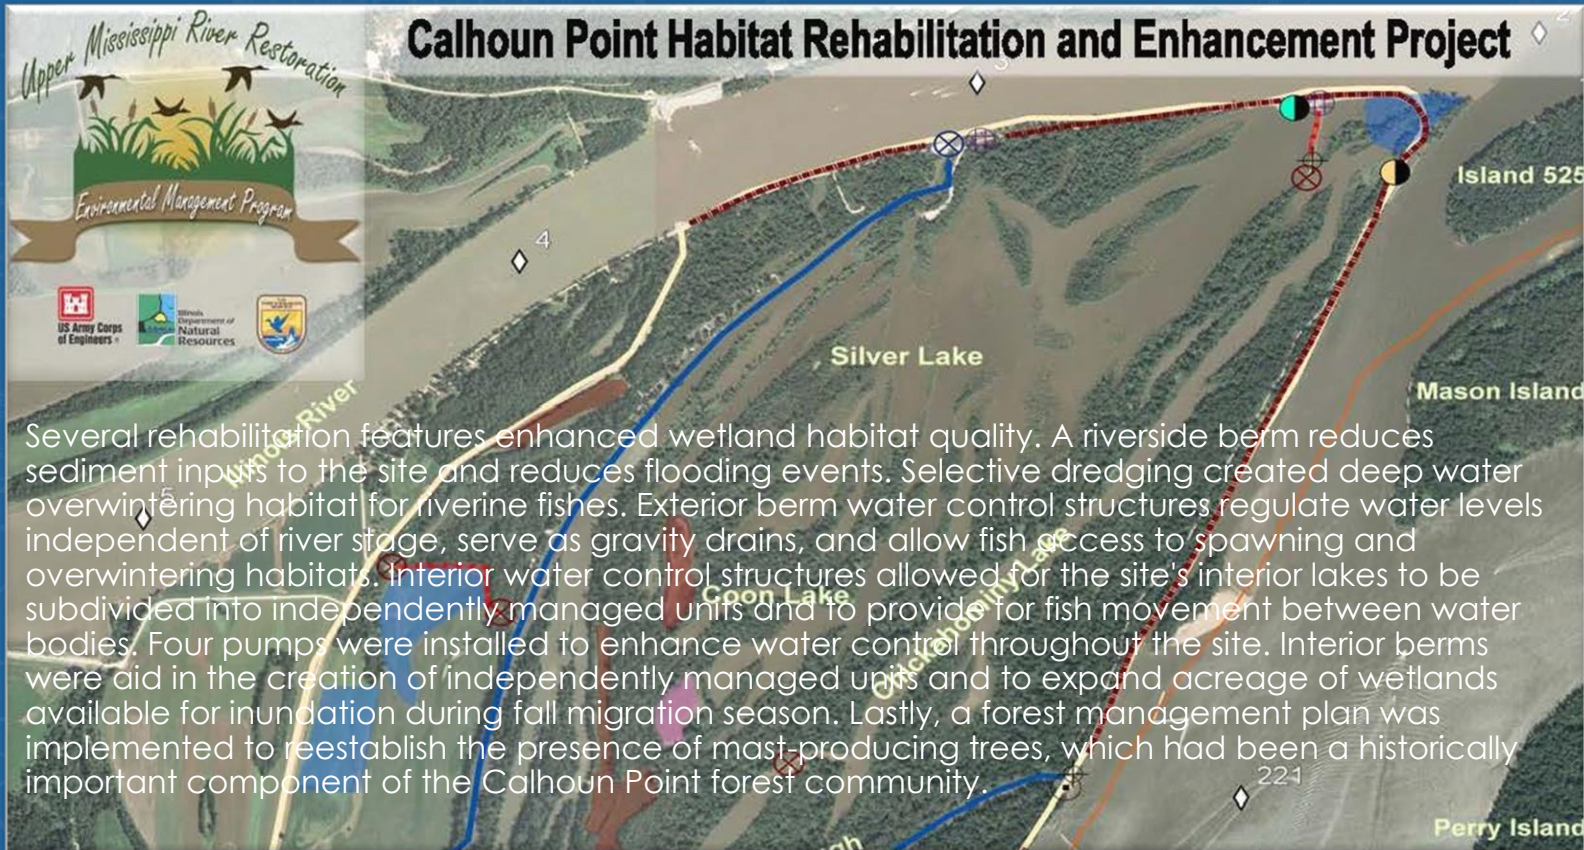 Upper Mississippi River Restoration
Environmental Management Program
US Army Corps
of Engineers
Illinois
Department of
Natural
Resources
Calhoun Point Habitat Rehabilitation and Enhancement Project
2
3
4
5
Island 525
Silver Lake
Mason Island
Illinois River
Several rehabilitation features enhanced wetland habitat quality. A riverside berm reduces
sediment inputs to the site and reduces flooding events. Selective dredging created deep water
overwintering habitat for riverine fishes. Exterior berm water control structures regulate water levels
independent of river stage, serve as gravity drains, and allow fish access to spawning and
overwintering habitats. Interior water control structures allowed for the site's interior lakes to be
subdivided into independently managed units and to provide for fish movement between water
bodies. Four pumps were installed to enhance water control throughout the site. Interior berms
were aid in the creation of independently managed units and to expand acreage of wetlands
available for inundation during fall migration season. Lastly, a forest management plan was
implemented to reestablish the presence of mast-producing trees, which had been a historically
important component of the Calhoun Point forest community.
Coon Lake
221
Perry Island